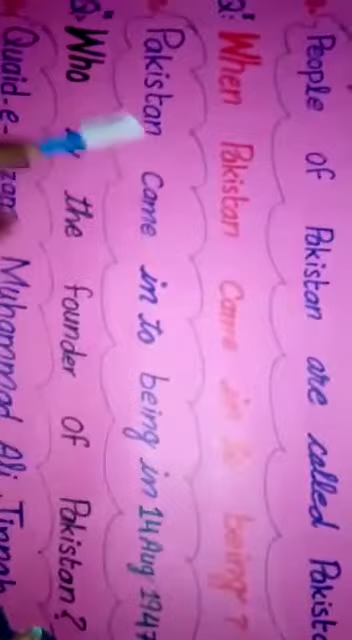 People of Pakistan are called
Q: When Pakistan Came in to being?
Pakistan Came in to being in 14 Aug 1947
Q: Who the founder of Pakistan?
Quaid-e- Muhammad Ali Jinnah